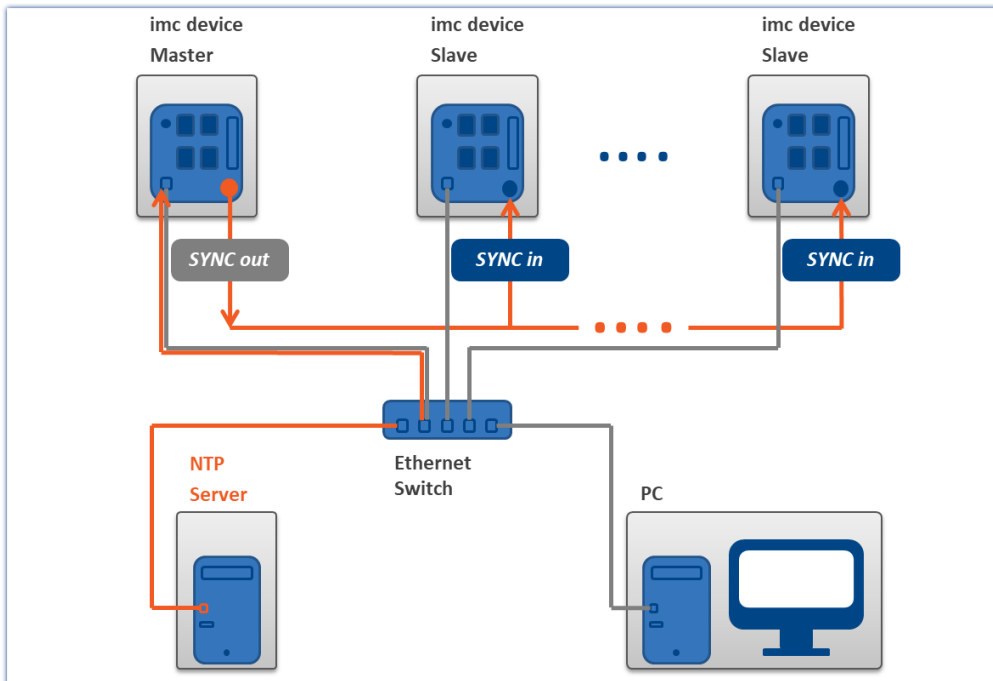 imc device
Master
imc device
Slave
imc device
Slave
SYNC out
SYNC in
SYNC in
Ethernet
Switch
NTP
Server
PC